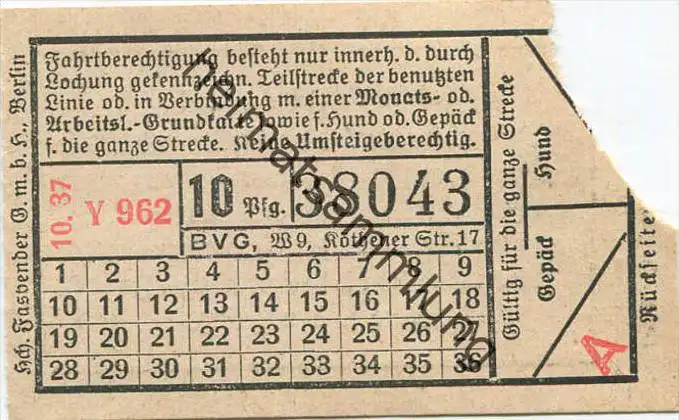 Fahrtberechtigung besteht nur innerh. d. durch
Lochung gekennzeichn. Teilstrecke der benutzten
Linie od. in Verbindung m. einer Monats- od.
Arbeitsl.-Grundkarte sowie f. Hund od. Gepäck
f. die ganze Strecke. Keine Umsteigeberechtig.
10. 37
Y 962
10 Pfg.
38043
BVG, W9, Köthener Str. 17
1 2 3 4 5 6 7 8 9
10 11 12 13 14 15 16 17 18
19 20 21 22 23 24 25 26 27
28 29 30 31 32 33 34 35 36
Hch. Fasbender G. m. b. H., Berlin
Gültig für die ganze Strecke
Hund
Gepäck
A
Rückseite
heimatsammlung